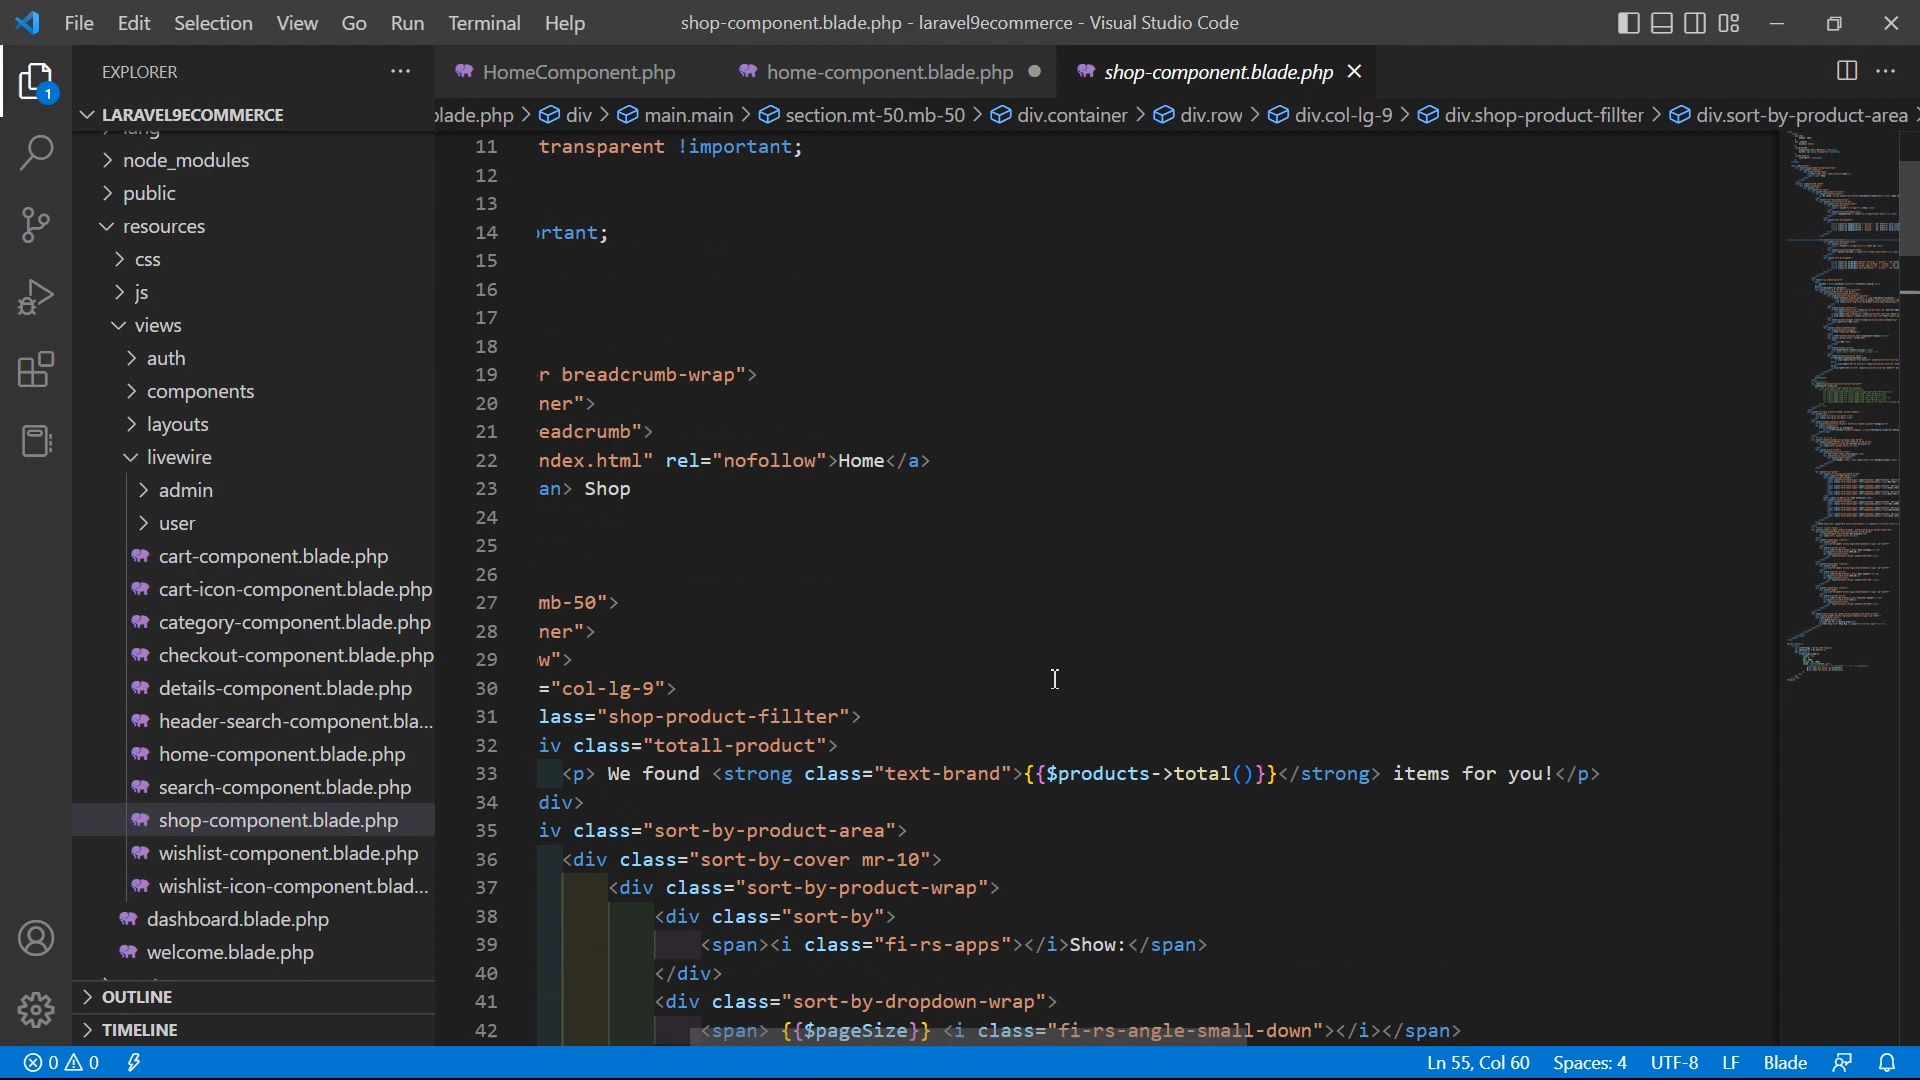 File Edit Selection View Go Run Terminal Help
shop-component.blade.php - laravel9ecommerce - Visual Studio Code
EXPLORER
1
LARAVEL9ECOMMERCE
lang
node_modules
public
resources
css
js
views
auth
components
layouts
livewire
admin
user
cart-component.blade.php
cart-icon-component.blade.php
category-component.blade.php
checkout-component.blade.php
details-component.blade.php
header-search-component.bla...
home-component.blade.php
search-component.blade.php
shop-component.blade.php
wishlist-component.blade.php
wishlist-icon-component.blad...
dashboard.blade.php
welcome.blade.php
OUTLINE
TIMELINE
HomeComponent.php home-component.blade.php shop-component.blade.php
blade.php > div > main.main > section.mt-50.mb-50 > div.container > div.row > div.col-lg-9 > div.shop-product-fillter > div.sort-by-product-area >
11 transparent !important;
12
13
14 ortant;
15
16
17
18
19 r breadcrumb-wrap">
20 ner">
21 eadcrumb">
22 ndex.html" rel="nofollow">Home</a>
23 an> Shop
24
25
26
27 mb-50">
28 ner">
29 w">
30 ="col-lg-9">
31 lass="shop-product-fillter">
32 iv class="totall-product">
33 <p> We found <strong class="text-brand">{{$products->total()}}</strong> items for you!</p>
34 div>
35 iv class="sort-by-product-area">
36 <div class="sort-by-cover mr-10">
37 <div class="sort-by-product-wrap">
38 <div class="sort-by">
39 <span><i class="fi-rs-apps"></i>Show:</span>
40 </div>
41 <div class="sort-by-dropdown-wrap">
42 <span> {{$pageSize}} <i class="fi-rs-angle-small-down"></i></span>
0 0 Ln 55, Col 60 Spaces: 4 UTF-8 LF Blade